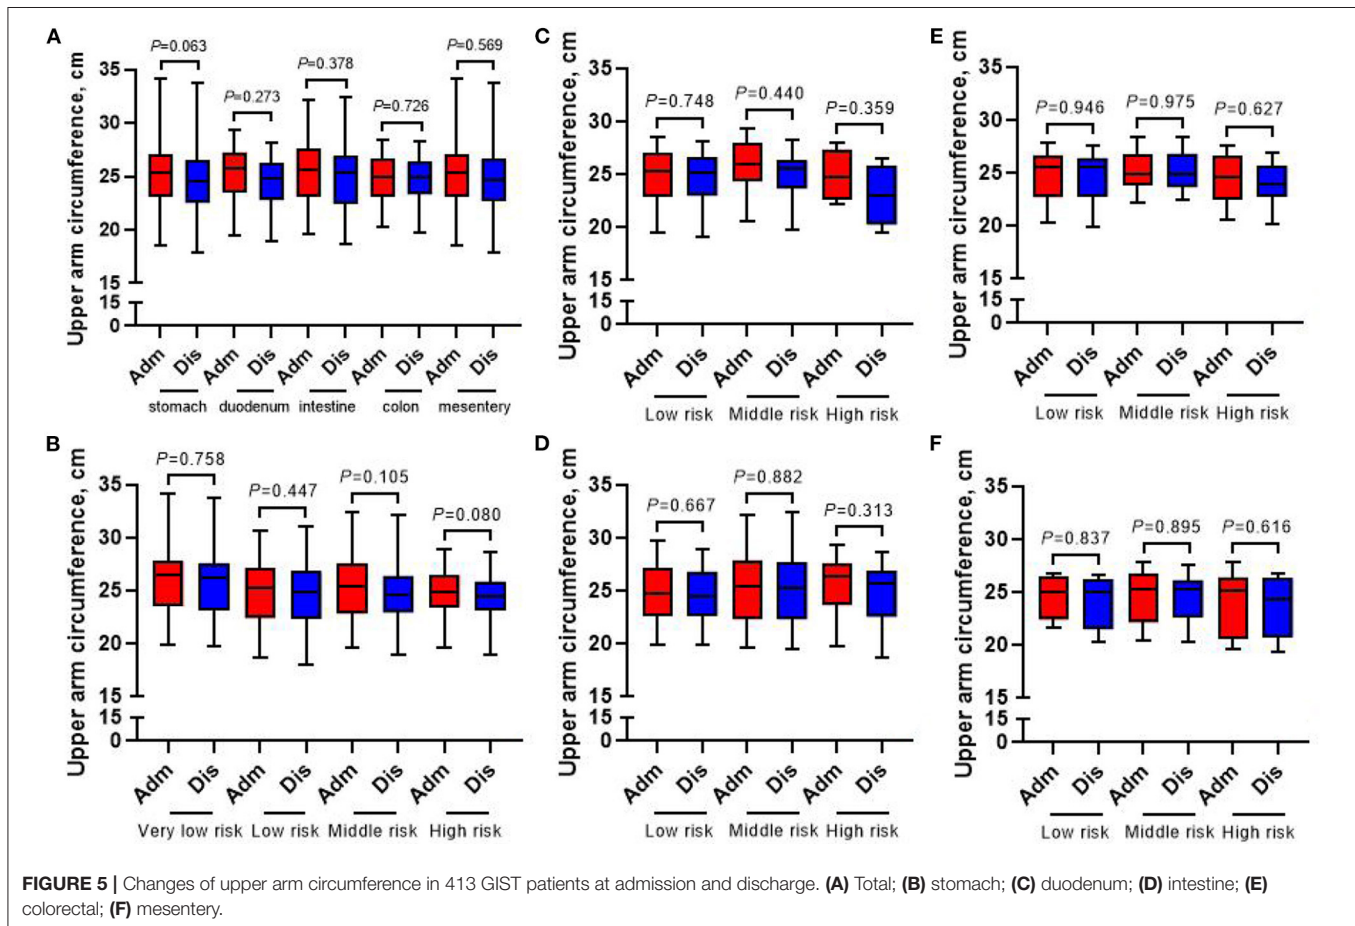 A
Upper arm circumference, cm
35
30
25
20
15
15
0
P=0.063
P=0.273
P=0.378
P=0.726
P=0.569
Adm Dis Adm Dis Adm Dis Adm Dis Adm Dis
stomach duodenum intestine colon mesentery
C
Upper arm circumference, cm
35
30
25
20
15
15
0
P=0.748
P=0.440
P=0.359
Adm Dis Adm Dis Adm Dis
Low risk Middle risk High risk
E
Upper arm circumference, cm
35
30
25
20
15
15
0
P=0.946
P=0.975
P=0.627
Adm Dis Adm Dis Adm Dis
Low risk Middle risk High risk
B
Upper arm circumference, cm
35
30
25
20
15
15
0
P=0.758
P=0.447
P=0.105
P=0.080
Adm Dis Adm Dis Adm Dis Adm Dis
Very low risk Low risk Middle risk High risk
D
Upper arm circumference, cm
35
30
25
20
15
15
0
P=0.667
P=0.882
P=0.313
Adm Dis Adm Dis Adm Dis
Low risk Middle risk High risk
F
Upper arm circumference, cm
35
30
25
20
15
15
0
P=0.837
P=0.895
P=0.616
Adm Dis Adm Dis Adm Dis
Low risk Middle risk High risk
FIGURE 5 | Changes of upper arm circumference in 413 GIST patients at admission and discharge. (A) Total; (B) stomach; (C) duodenum; (D) intestine; (E)
colorectal; (F) mesentery.